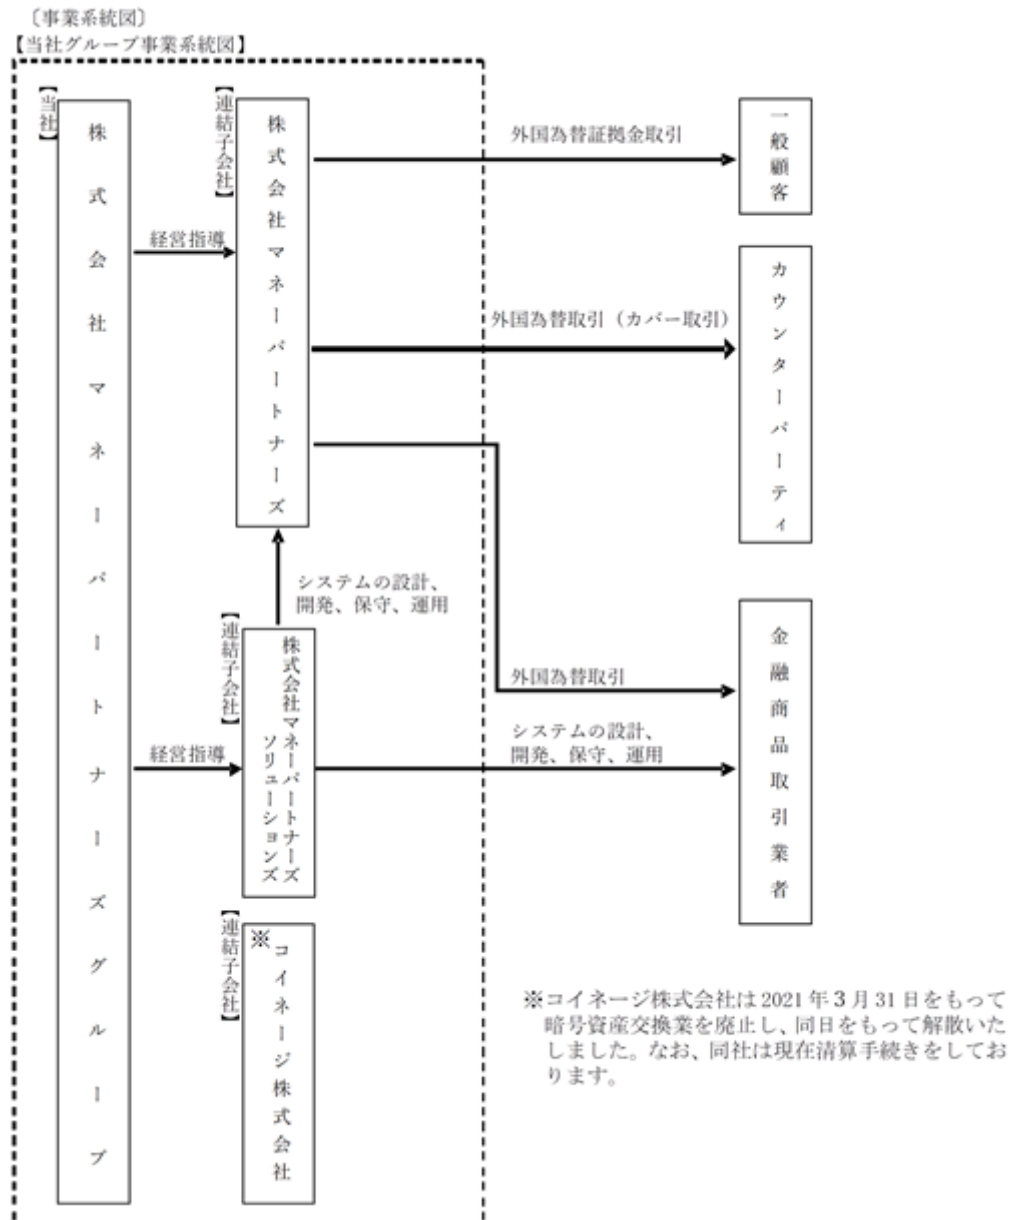 〔事業系統図〕
【当社グループ事業系統図】
【当社】
株式会社マネーパートナーズグループ
経営指導
経営指導
【連結子会社】
株式会社マネーパートナーズ
システムの設計、
開発、保守、運用
【連結子会社】
株式会社マネーパートナーズ
ソリューションズ
【連結子会社】
※
コイネージ株式会社
外国為替証拠金取引
外国為替取引（カバー取引）
外国為替取引
システムの設計、
開発、保守、運用
一般顧客
カウンターパーティ
金融商品取引業者
※コイネージ株式会社は 2021 年 3 月 31 日をもって
暗号資産交換業を廃止し、同日をもって解散いた
しました。なお、同社は現在清算手続きをしてお
ります。